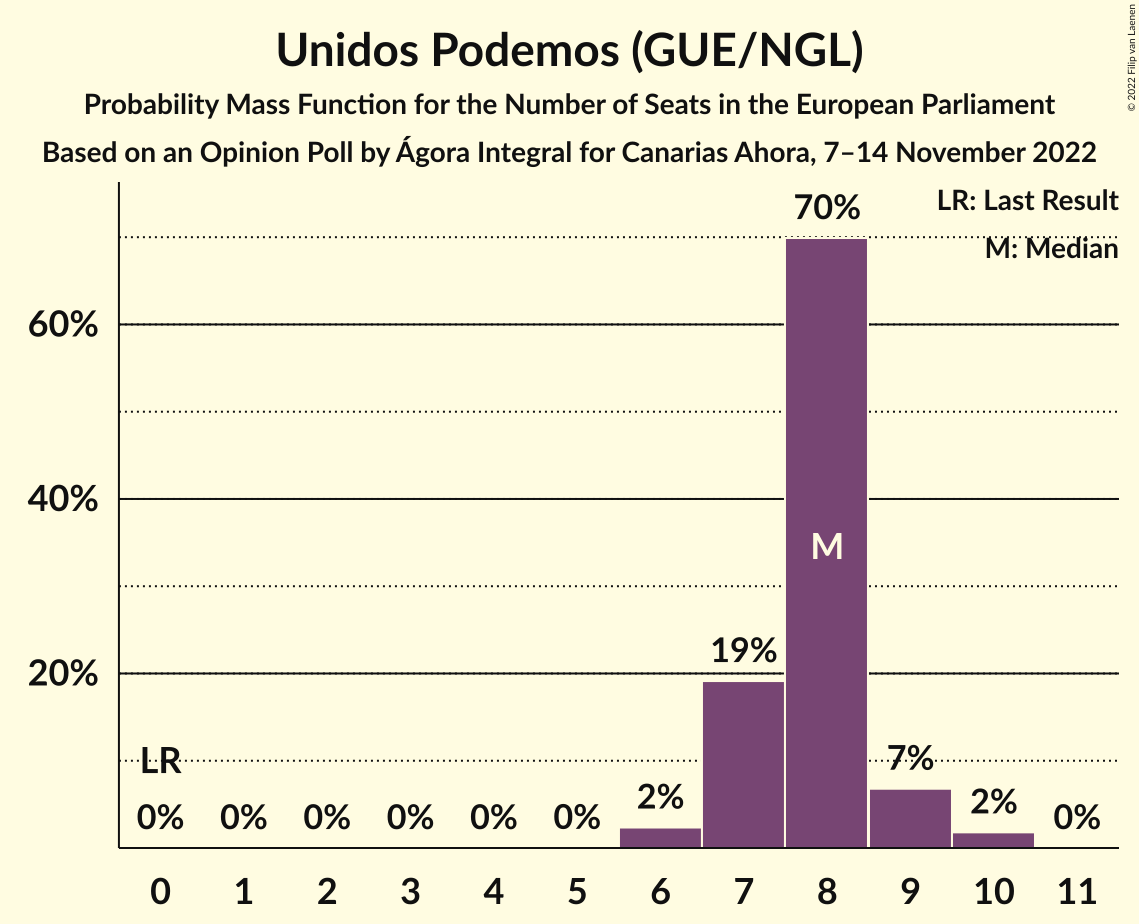 Unidos Podemos (GUE/NGL)
Probability Mass Function for the Number of Seats in the European Parliament
Based on an Opinion Poll by Ágora Integral for Canarias Ahora, 7–14 November 2022
© 2022 Filip van Laenen
LR: Last Result
M: Median
70%
60%
40%
M
19%
20%
LR
7%
2%
2%
0% 0% 0% 0% 0% 0% 0%
0 1 2 3 4 5 6 7 8 9 10 11